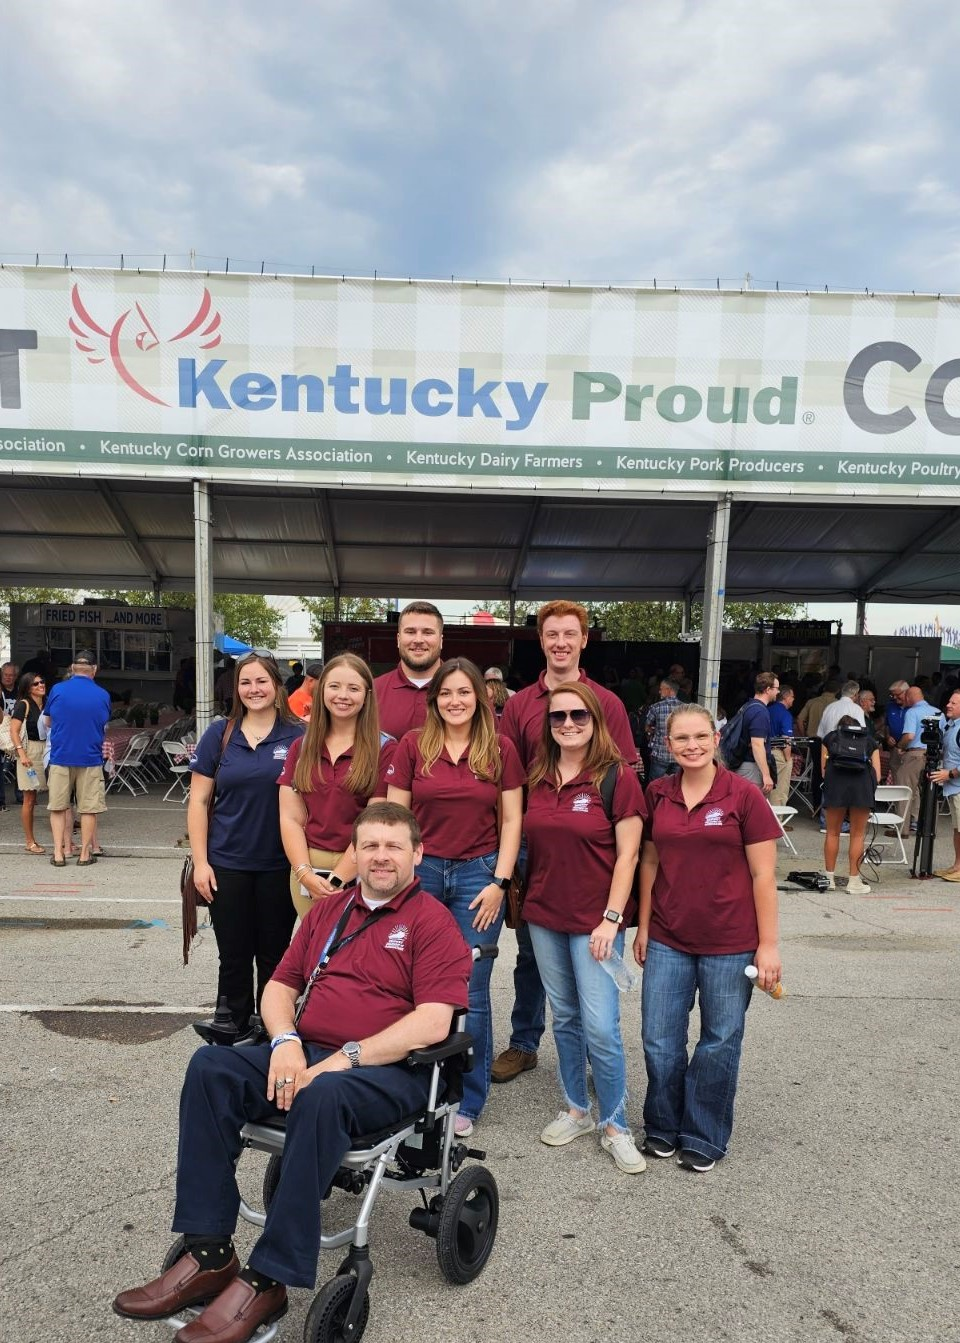 T Kentucky Proud® Co
sociation • Kentucky Corn Growers Association • Kentucky Dairy Farmers • Kentucky Pork Producers • Kentucky Poultry
FRIED FISH ...AND MORE